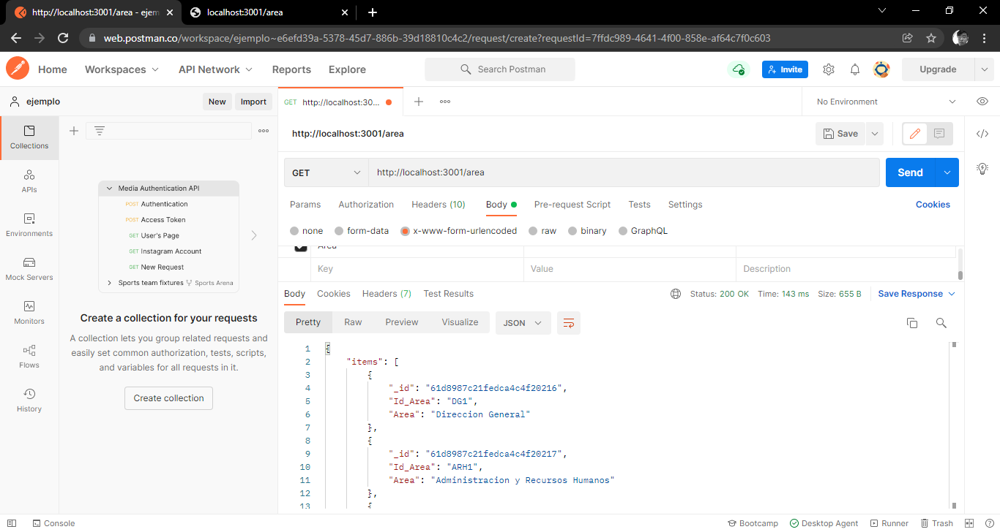 http://localhost:3001/area - ejem
localhost:3001/area
web.postman.co/workspace/ejemplo~e6efd39a-5378-45d7-886b-39d18810c4c2/request/create?requestId=7ffdc989-4641-4f00-858e-af64c7f0c603
Home Workspaces API Network Reports Explore Search Postman Invite Upgrade
ejemplo New Import GET http://localhost:30... No Environment
Collections
APIs
Environments
Mock Servers
Monitors
Flows
History
Media Authentication API
POST Authentication
POST Access Token
GET User's Page
GET Instagram Account
GET New Request
Sports team fixtures Sports Arena
Create a collection for your requests
A collection lets you group related requests and
easily set common authorization, tests, scripts,
and variables for all requests in it.
Create collection
http://localhost:3001/area Save
GET http://localhost:3001/area Send
Params Authorization Headers (10) Body Pre-request Script Tests Settings Cookies
none form-data x-www-form-urlencoded raw binary GraphQL
Area
Key Value Description
Body Cookies Headers (7) Test Results Status: 200 OK Time: 143 ms Size: 655 B Save Response
Pretty Raw Preview Visualize JSON
1 {
2 "items": [
3 {
4 "_id": "61d8987c21fedca4c4f20216",
5 "Id_Area": "DG1",
6 "Area": "Direccion General"
7 },
8 {
9 "_id": "61d8987c21fedca4c4f20217",
10 "Id_Area": "ARH1",
11 "Area": "Administracion y Recursos Humanos"
12 },
13 {
Console Bootcamp Desktop Agent Runner Trash